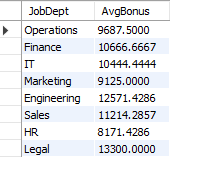 JobDept AvgBonus
Operations 9687.5000
Finance 10666.6667
IT 10444.4444
Marketing 9125.0000
Engineering 12571.4286
Sales 11214.2857
HR 8171.4286
Legal 13300.0000